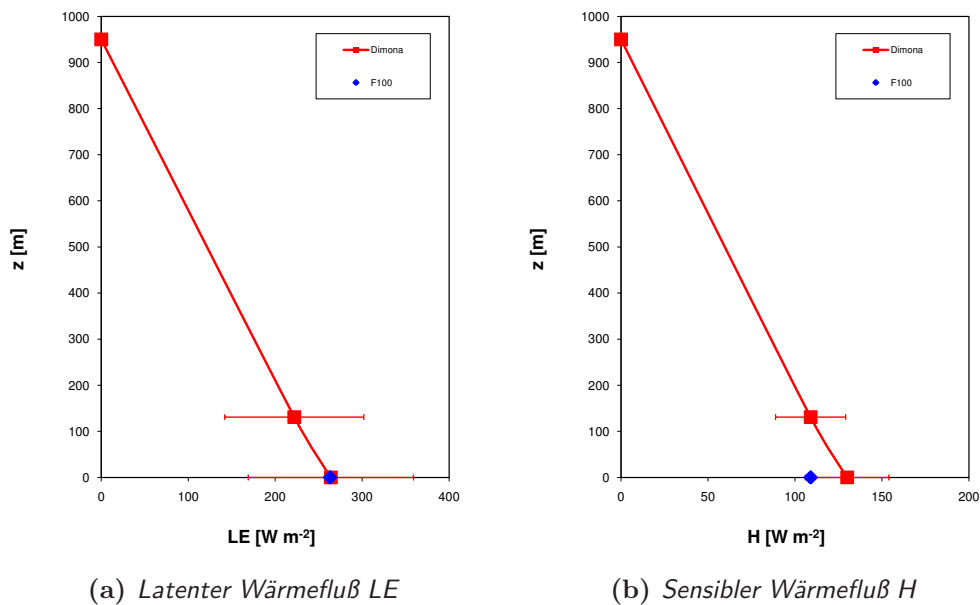 1000
900
800
700
600
500
400
300
200
100
0
z [m]
0 100 200 300 400
LE [W m-2]
Dimona
F100
(a) Latenter Wärmefluß LE
1000
900
800
700
600
500
400
300
200
100
0
z [m]
0 50 100 150 200
H [W m-2]
Dimona
F100
(b) Sensibler Wärmefluß H